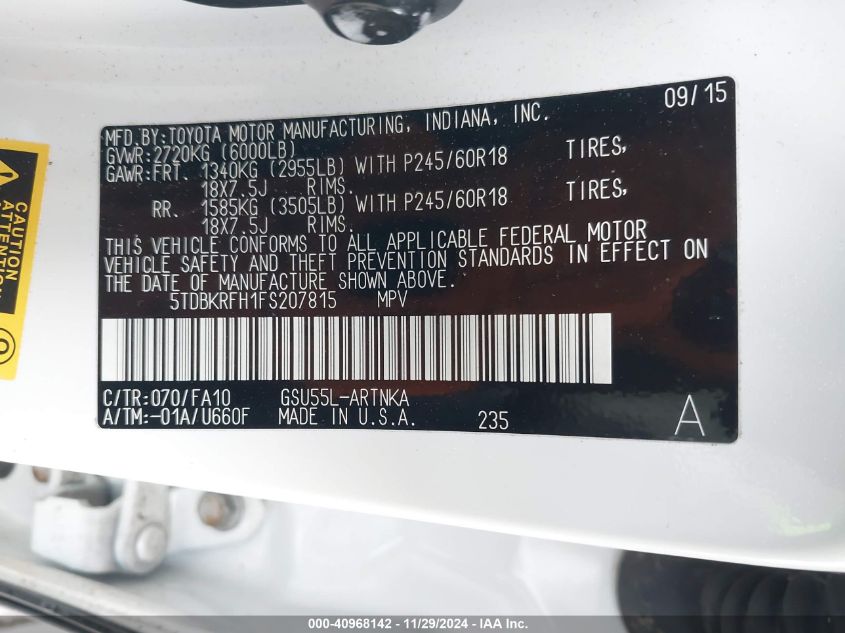 09/15
MFD.BY:TOYOTA MOTOR MANUFACTURING, INDIANA, INC.
GVWR:2720KG (6000LB)
GAWR:FRT. 1340KG (2955LB) WITH P245/60R18 TIRES,
18X7.5J RIMS.
RR. 1585KG (3505LB) WITH P245/60R18 TIRES,
18X7.5J RIMS.
THIS VEHICLE CONFORMS TO ALL APPLICABLE FEDERAL MOTOR
VEHICLE SAFETY AND THEFT PREVENTION STANDARDS IN EFFECT ON
THE DATE OF MANUFACTURE SHOWN ABOVE.
5TDBKRFH1FS207815 MPV
C/TR:070/FA10 GSU55L-ARTNKA
A/TM:-01A/U660F MADE IN U.S.A. 235 A
CAUTION
ATTENTION
000-40968142 - 11/29/2024 - IAA Inc.